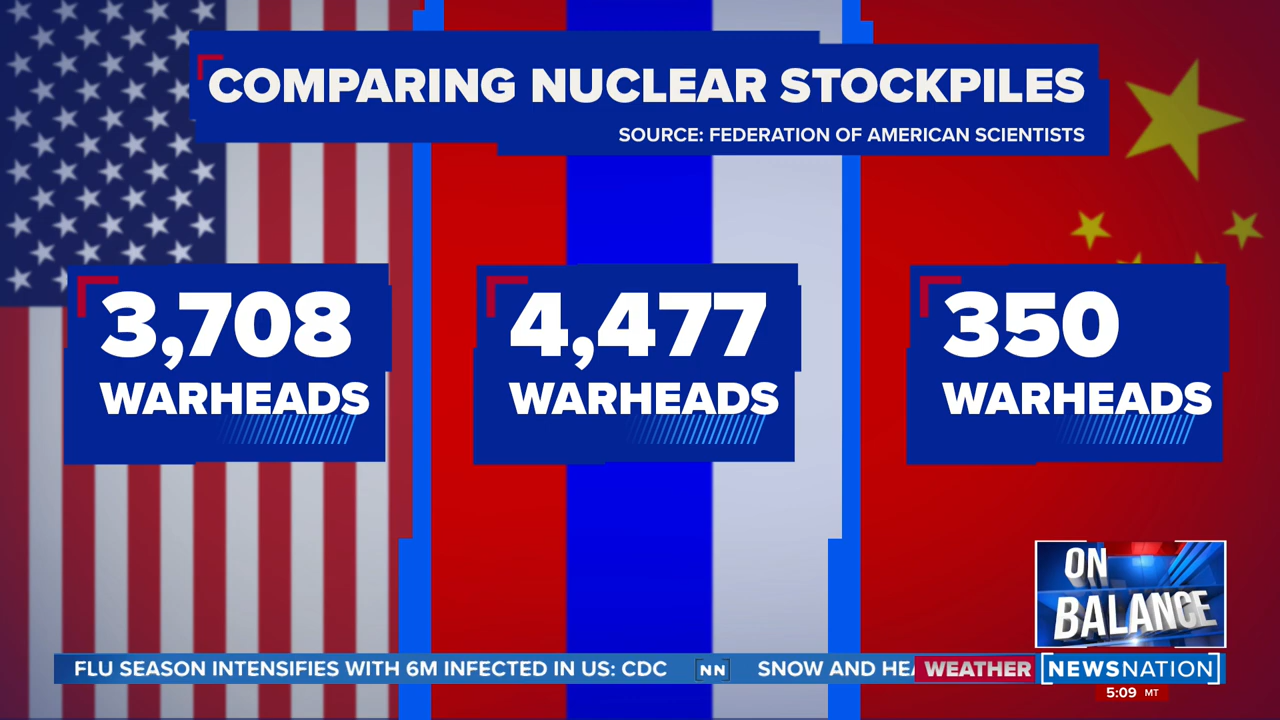 COMPARING NUCLEAR STOCKPILES
SOURCE: FEDERATION OF AMERICAN SCIENTISTS
3,708
WARHEADS
4,477
WARHEADS
350
WARHEADS
ON
BALANCE
FLU SEASON INTENSIFIES WITH 6M INFECTED IN US: CDC NN SNOW AND WEATHER NEWSNATION
5:09 MT